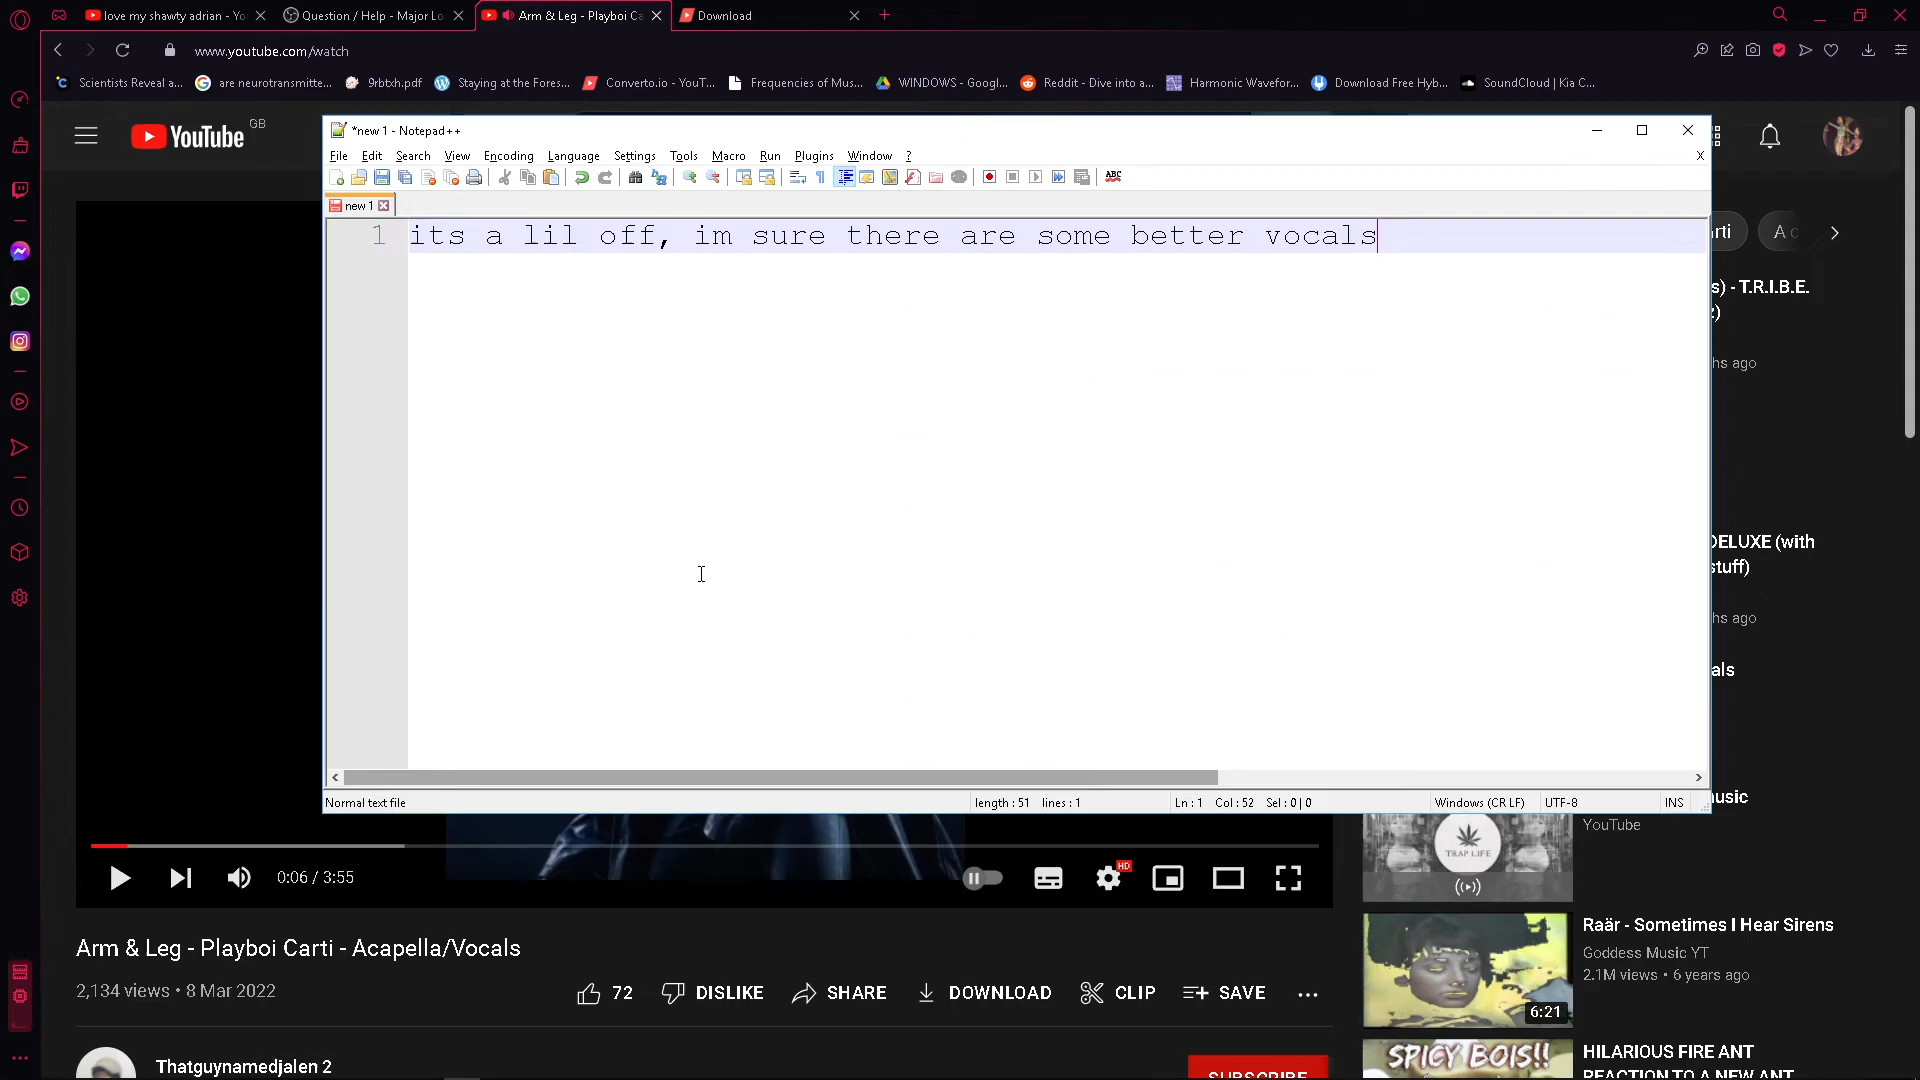 love my shawty adrian - Yo
Question / Help - Major Lo
Arm & Leg - Playboi Ca
Download
www.youtube.com/watch
Scientists Reveal a...
are neurotransmitte...
9rbtxh.pdf
Staying at the Fores...
Converto.io - YouT...
Frequencies of Mus...
WINDOWS - Googl...
Reddit - Dive into a...
Harmonic Wavefor...
Download Free Hyb...
SoundCloud | Kia C...
YouTube GB
*new 1 - Notepad++
File Edit Search View Encoding Language Settings Tools Macro Run Plugins Window ? X
ABC
new 1
1 its a lil off, im sure there are some better vocals
Normal text file length : 51 lines : 1 Ln : 1 Col : 52 Sel : 0 | 0 Windows (CR LF) UTF-8 INS
arti
A c
s) - T.R.I.B.E.
hs ago
DELUXE (with
stuff)
hs ago
als
usic
YouTube
TRAP LIFE
0:06 / 3:55
HD
Arm & Leg - Playboi Carti - Acapella/Vocals
2,134 views • 8 Mar 2022
72 DISLIKE SHARE DOWNLOAD CLIP SAVE ...
Thatguynamedjalen 2
SUBSCRIBE
Raär - Sometimes I Hear Sirens
Goddess Music YT
2.1M views • 6 years ago
6:21
SPICY BOIS!!
HILARIOUS FIRE ANT
REACTION TO A NEW ANT